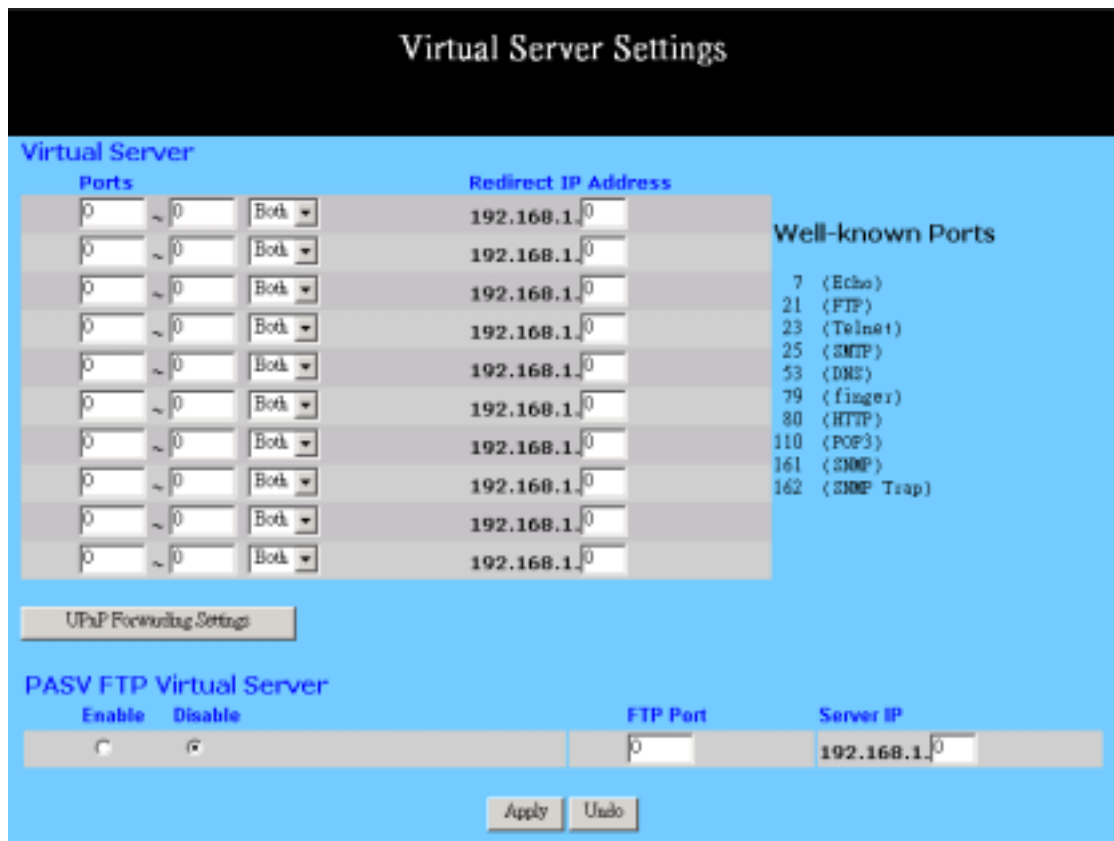 Virtual Server Settings
Virtual Server
Ports Redirect IP Address
0 ~ 0 Both 192.168.1. 0
0 ~ 0 Both 192.168.1. 0
0 ~ 0 Both 192.168.1. 0
0 ~ 0 Both 192.168.1. 0
0 ~ 0 Both 192.168.1. 0
0 ~ 0 Both 192.168.1. 0
0 ~ 0 Both 192.168.1. 0
0 ~ 0 Both 192.168.1. 0
0 ~ 0 Both 192.168.1. 0
0 ~ 0 Both 192.168.1. 0
Well-known Ports
7 (Echo)
21 (FTP)
23 (Telnet)
25 (SMTP)
53 (DNS)
79 (finger)
80 (HTTP)
110 (POP3)
161 (SNMP)
162 (SNMP Trap)
UPnP Forwarding Settings
PASV FTP Virtual Server
Enable Disable FTP Port Server IP
0 192.168.1. 0
Apply Undo